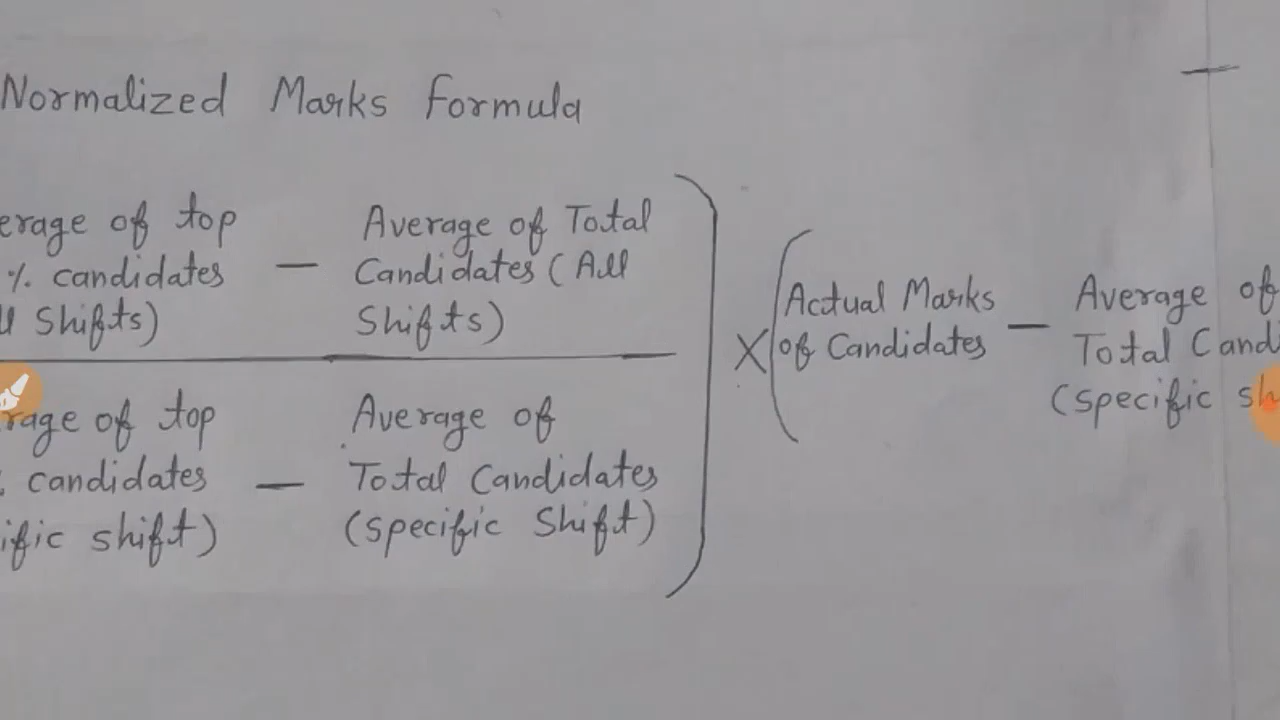 Normalized Marks Formula
erage of top
% candidates — Average of Total
Candidates (All
ll Shifts)
Shifts)
X (Actual Marks
of Candidates — Average of
Total Cand
(specific sh
rage of top
candidates — Average of
Total Candidates
ific shift)
(specific Shift)